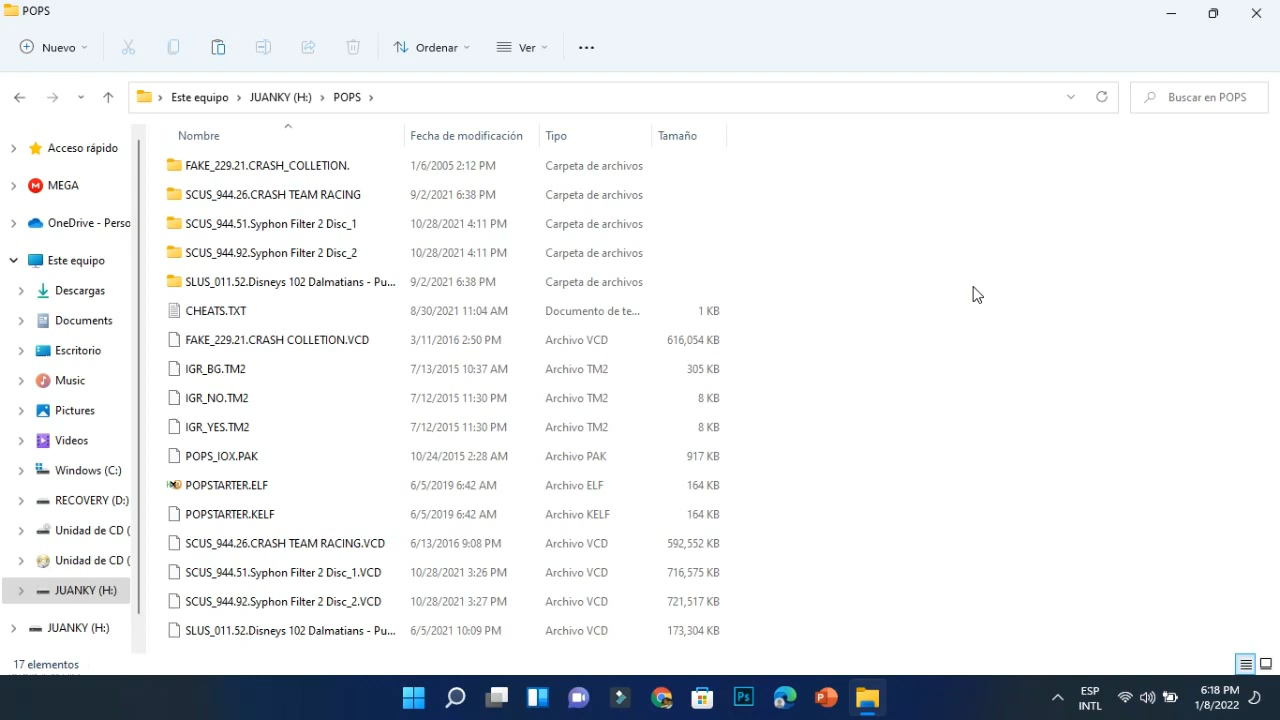 POPS
Nuevo
Ordenar
Ver
Este equipo > JUANKY (H:) > POPS >
Buscar en POPS
Nombre Fecha de modificación Tipo Tamaño
Acceso rápido
MEGA
OneDrive - Perso
Este equipo
Descargas
Documents
Escritorio
Music
Pictures
Videos
Windows (C:)
RECOVERY (D:)
Unidad de CD (
Unidad de CD (
JUANKY (H:)
JUANKY (H:)
FAKE_229.21.CRASH_COLLETION. 1/6/2005 2:12 PM Carpeta de archivos
SCUS_944.26.CRASH TEAM RACING 9/2/2021 6:38 PM Carpeta de archivos
SCUS_944.51.Syphon Filter 2 Disc_1 10/28/2021 4:11 PM Carpeta de archivos
SCUS_944.92.Syphon Filter 2 Disc_2 10/28/2021 4:11 PM Carpeta de archivos
SLUS_011.52.Disneys 102 Dalmatians - Pu... 9/2/2021 6:38 PM Carpeta de archivos
CHEATS.TXT 8/30/2021 11:04 AM Documento de te... 1 KB
FAKE_229.21.CRASH COLLETION.VCD 3/11/2016 2:50 PM Archivo VCD 616,054 KB
IGR_BG.TM2 7/13/2015 10:37 AM Archivo TM2 305 KB
IGR_NO.TM2 7/12/2015 11:30 PM Archivo TM2 8 KB
IGR_YES.TM2 7/12/2015 11:30 PM Archivo TM2 8 KB
POPS_IOX.PAK 10/24/2015 2:28 AM Archivo PAK 917 KB
POPSTARTER.ELF 6/5/2019 6:42 AM Archivo ELF 164 KB
POPSTARTER.KELF 6/5/2019 6:42 AM Archivo KELF 164 KB
SCUS_944.26.CRASH TEAM RACING.VCD 6/13/2016 9:08 PM Archivo VCD 592,552 KB
SCUS_944.51.Syphon Filter 2 Disc_1.VCD 10/28/2021 3:26 PM Archivo VCD 716,575 KB
SCUS_944.92.Syphon Filter 2 Disc_2.VCD 10/28/2021 3:27 PM Archivo VCD 721,517 KB
SLUS_011.52.Disneys 102 Dalmatians - Pu... 6/5/2021 10:09 PM Archivo VCD 173,304 KB
17 elementos
Ps
ESP
INTL
6:18 PM
1/8/2022